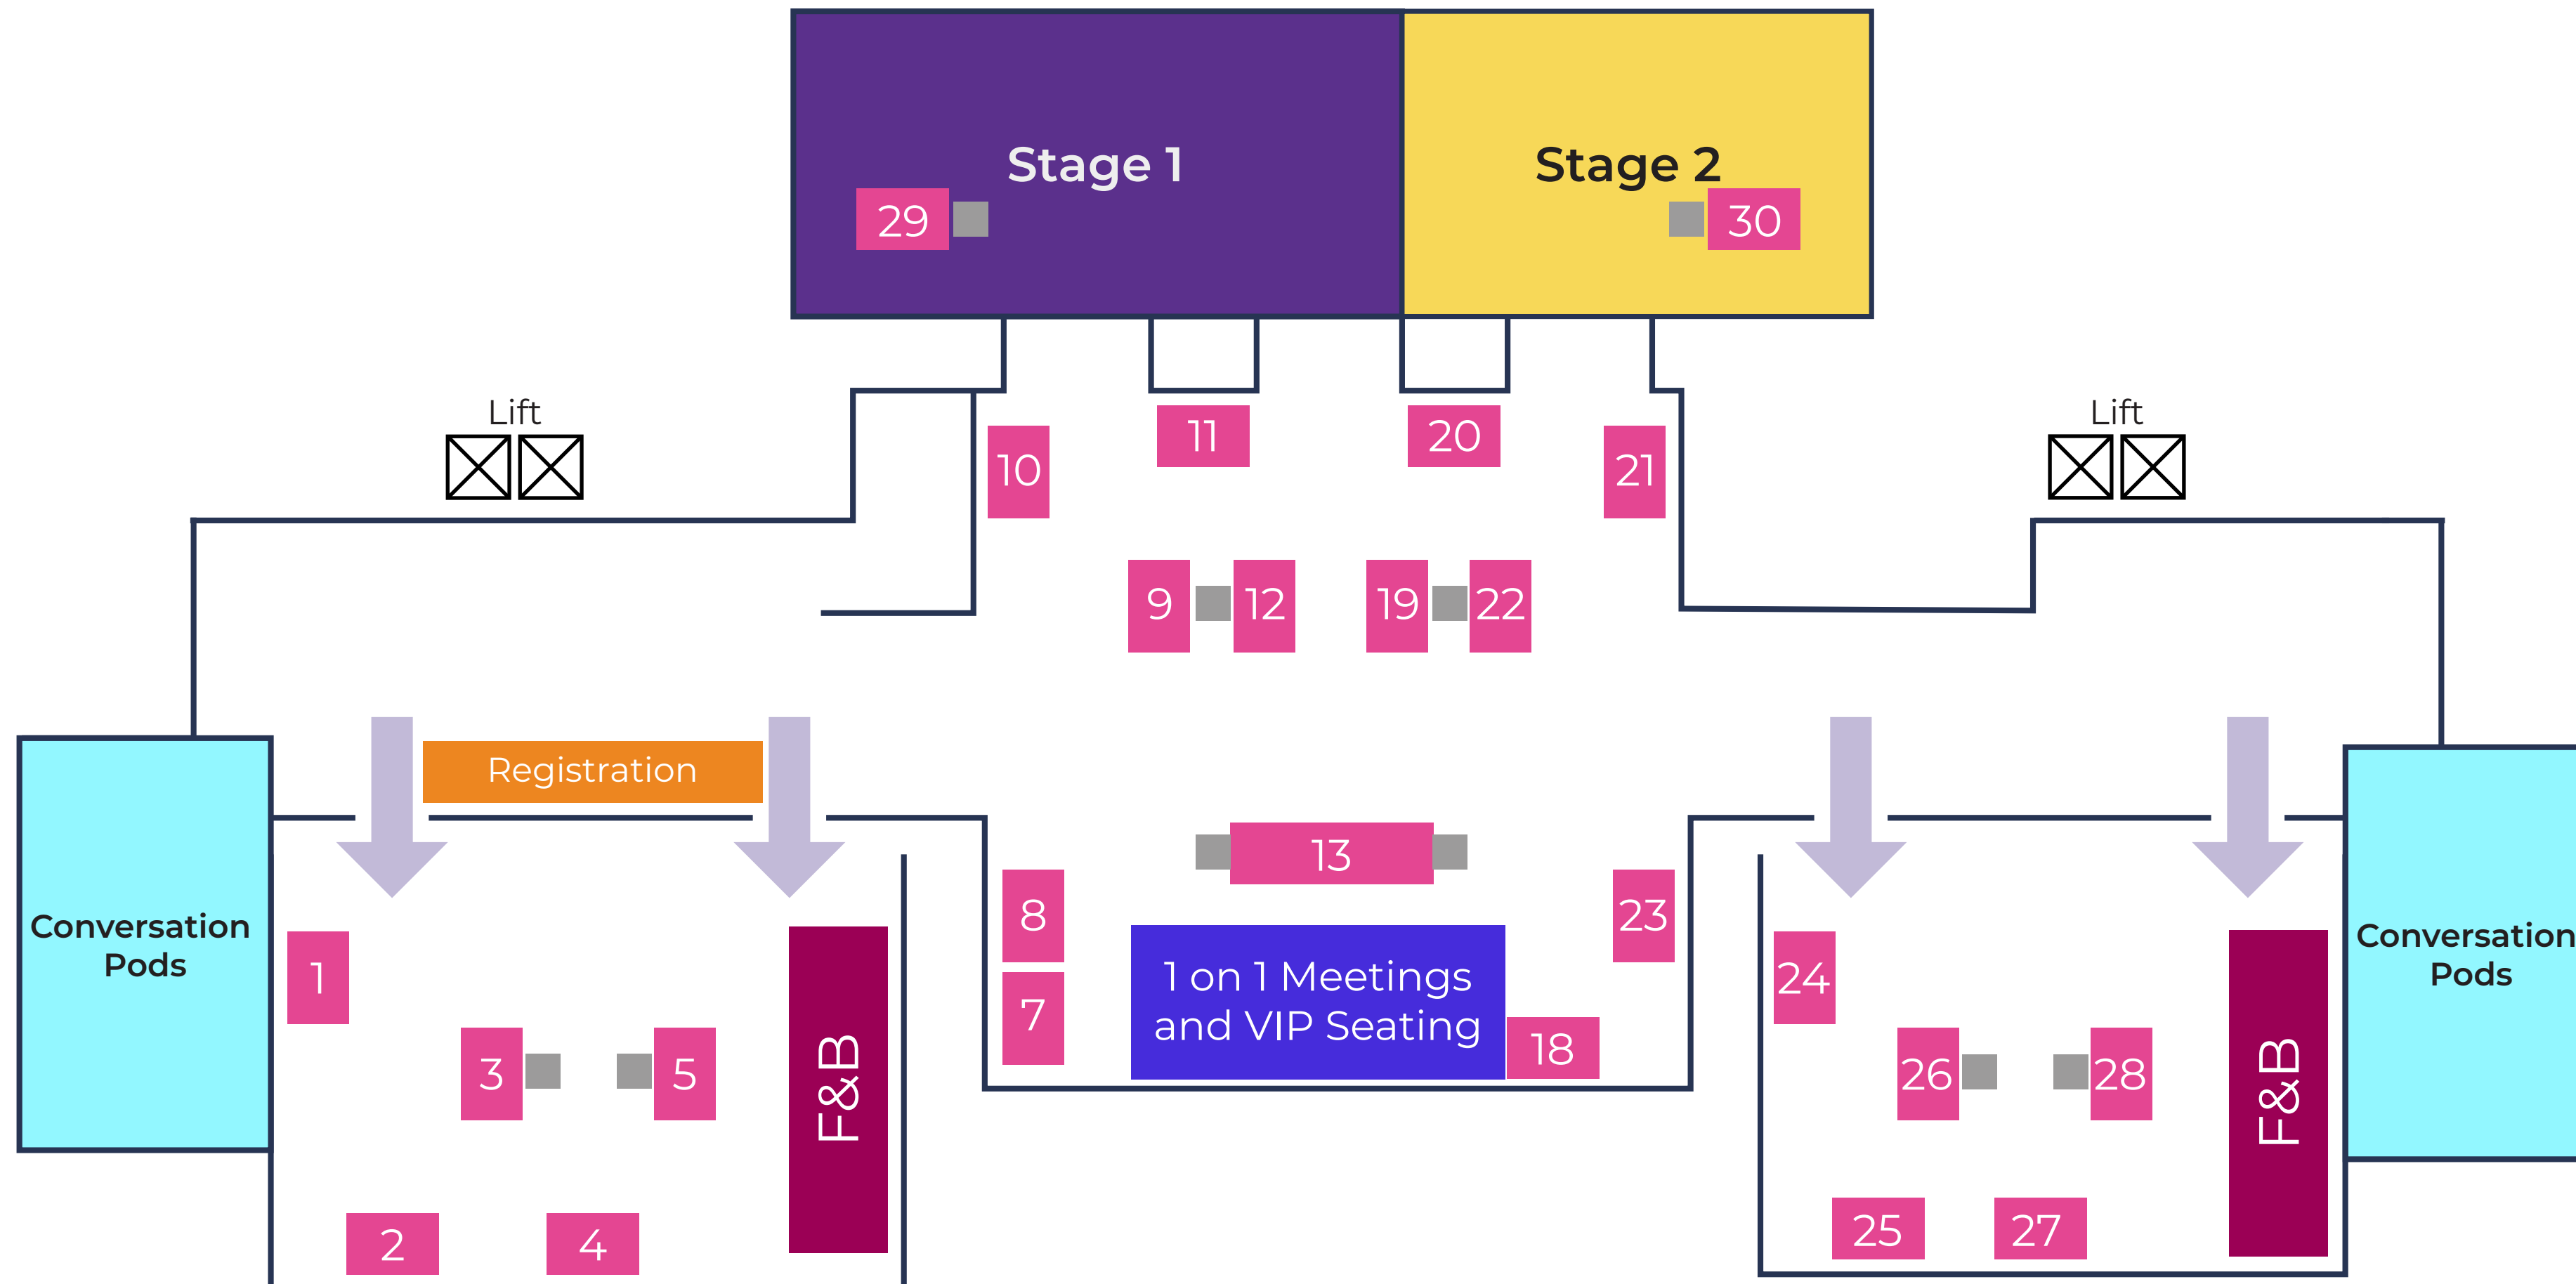 Stage 1
Stage 2
29
30
Lift
Lift
10
11
20
21
9
12
19
22
Registration
13
Conversation
Pods
1
8
7
1 on 1 Meetings
and VIP Seating
23
18
24
Conversation
Pods
3
5
F&B
26
28
F&B
2
4
25
27